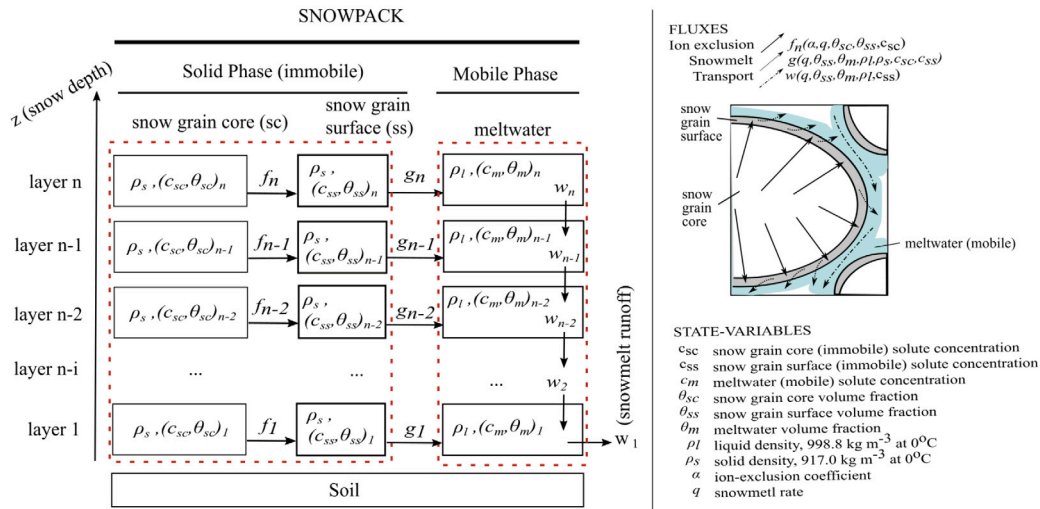 SNOWPACK
Solid Phase (immobile)
Mobile Phase
z (snow depth)
snow grain core (sc)
snow grain
surface (ss)
meltwater
layer n
ρs ,(csc,θsc)n
fn
ρs ,
(css,θss)n
gn
ρl ,(cm,θm)n
wn
layer n-1
ρs ,(csc,θsc)n-1
fn-1
ρs ,
(css,θss)n-1
gn-1
ρl ,(cm,θm)n-1
wn-1
layer n-2
ρs ,(csc,θsc)n-2
fn-2
ρs ,
(css,θss)n-2
gn-2
ρl ,(cm,θm)n-2
wn-2
layer n-i
...
...
...
w2
layer 1
ρs ,(csc,θsc)1
f1
ρs ,
(css,θss)1
g1
ρl ,(cm,θm)1
w1
(snowmelt runoff)
Soil
FLUXES
Ion exclusion fn(α,q,θsc,θss,csc)
Snowmelt g(q,θss,θm,ρl,ρs,csc,css)
Transport w(q,θss,θm,ρl,css)
snow
grain
surface
snow
grain
core
meltwater (mobile)
STATE-VARIABLES
csc snow grain core (immobile) solute concentration
css snow grain surface (immobile) solute concentration
cm meltwater (mobile) solute concentration
θsc snow grain core volume fraction
θss snow grain surface volume fraction
θm meltwater volume fraction
ρl liquid density, 998.8 kg m-3 at 0oC
ρs solid density, 917.0 kg m-3 at 0oC
α ion-exclusion coefficient
q snowmetl rate